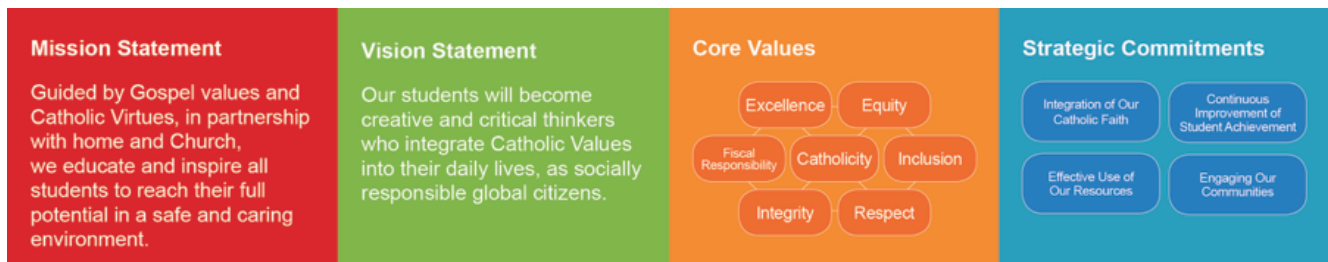 Mission Statement
Guided by Gospel values and
Catholic Virtues, in partnership
with home and Church,
we educate and inspire all
students to reach their full
potential in a safe and caring
environment.
Vision Statement
Our students will become
creative and critical thinkers
who integrate Catholic Values
into their daily lives, as socially
responsible global citizens.
Core Values
Excellence
Equity
Fiscal
Responsibility
Catholicity
Inclusion
Integrity
Respect
Strategic Commitments
Integration of Our
Catholic Faith
Continuous
Improvement of
Student Achievement
Effective Use of
Our Resources
Engaging Our
Communities